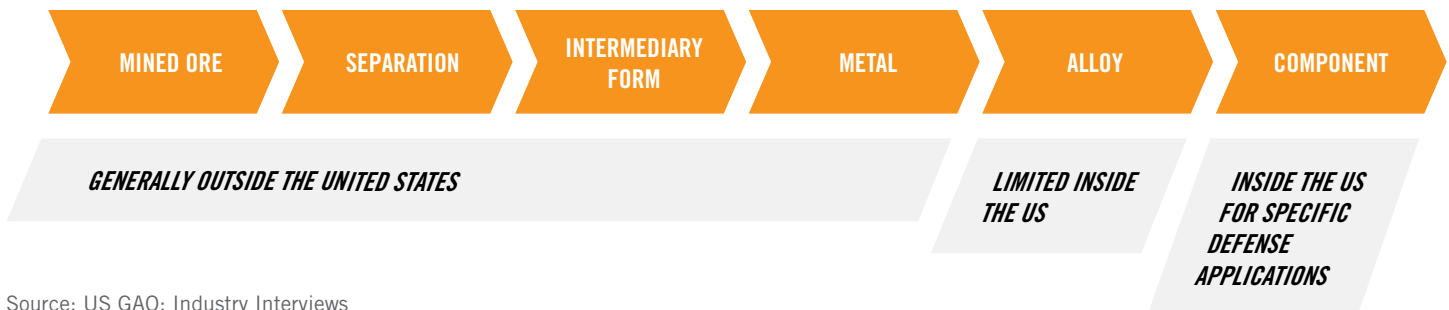 MINED ORE
SEPARATION
INTERMEDIARY
FORM
METAL
ALLOY
COMPONENT
GENERALLY OUTSIDE THE UNITED STATES
LIMITED INSIDE
THE US
INSIDE THE US
FOR SPECIFIC
DEFENSE
APPLICATIONS
Source: US GAO; Industry Interviews